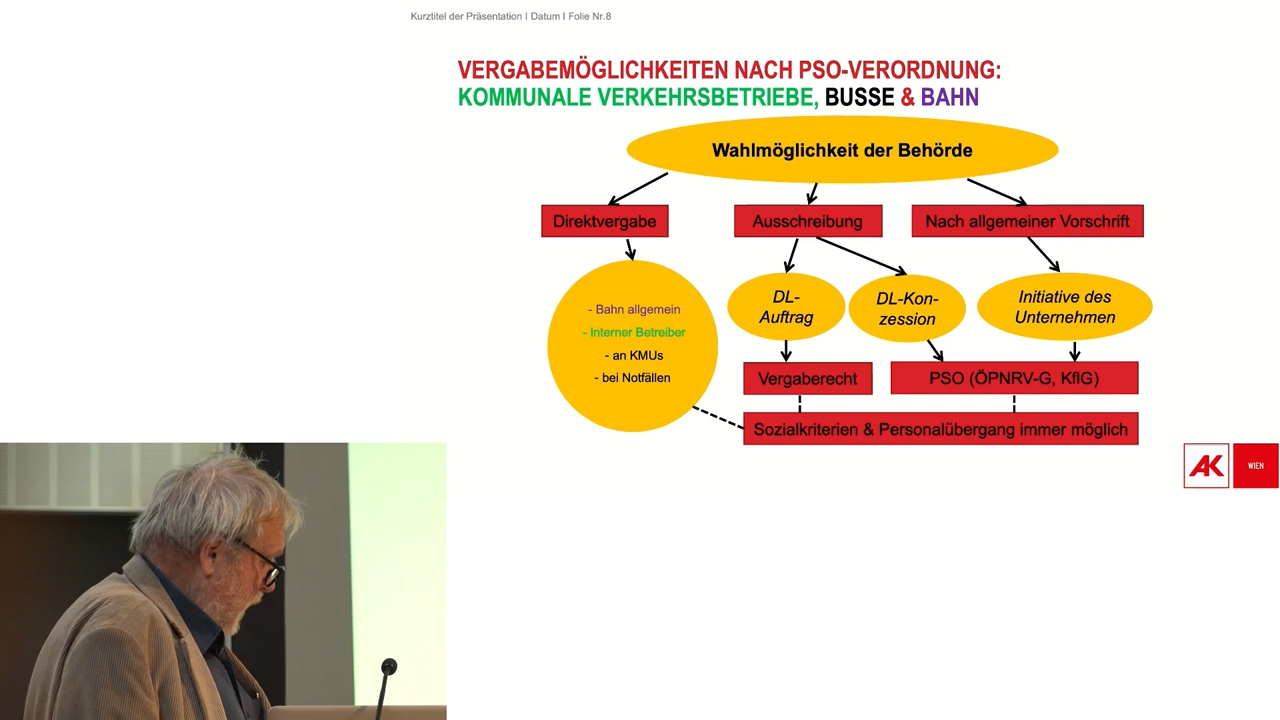 Kurztitel der Präsentation I Datum I Folie Nr.8
VERGABEMÖGLICHKEITEN NACH PSO-VERORDNUNG:
KOMMUNALE VERKEHRSBETRIEBE, BUSSE & BAHN
Wahlmöglichkeit der Behörde
Direktvergabe
Ausschreibung
Nach allgemeiner Vorschrift
- Bahn allgemein
- Interner Betreiber
- an KMUs
- bei Notfällen
DL-
Auftrag
DL-Kon-
zession
Initiative des
Unternehmen
Vergaberecht
PSO (ÖPNRV-G, KflG)
Sozialkriterien & Personalübergang immer möglich
AK
WIEN